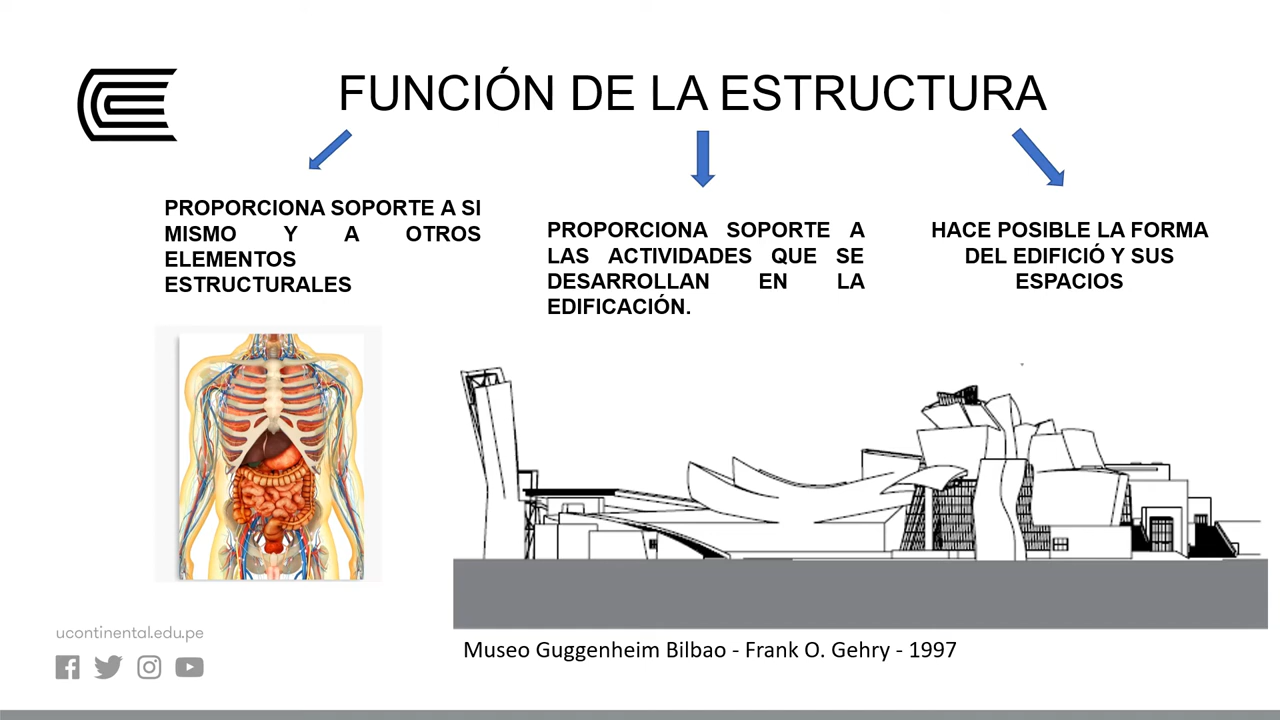 FUNCIÓN DE LA ESTRUCTURA
PROPORCIONA SOPORTE A SI
MISMO Y A OTROS
ELEMENTOS
ESTRUCTURALES
PROPORCIONA SOPORTE A
LAS ACTIVIDADES QUE SE
DESARROLLAN EN LA
EDIFICACIÓN.
HACE POSIBLE LA FORMA
DEL EDIFICIÓ Y SUS
ESPACIOS
Museo Guggenheim Bilbao - Frank O. Gehry - 1997
ucontinental.edu.pe